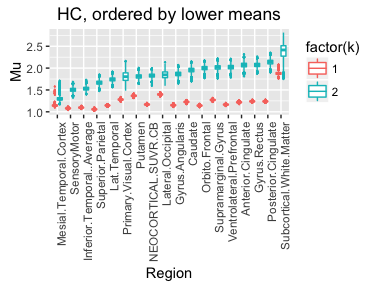 HC, ordered by lower means
Mu
2.5
2.0
1.5
1.0
Mesial.Temporal.Cortex
SensoryMotor
Inferior.Temporal..Average
Superior.Parietal
Lat.Temporal
Primary.Visual.Cortex
Putamen
NEOCORTICAL.SUVR.CB
Lateral.Occipital
Gyrus.Angularis
Caudate
Orbito.Frontal
Supramarginal.Gyrus
Ventrolateral.Prefrontal
Anterior.Cingulate
Gyrus.Rectus
Posterior.Cingulate
Subcortical.White.Matter
Region
factor(k)
1
2